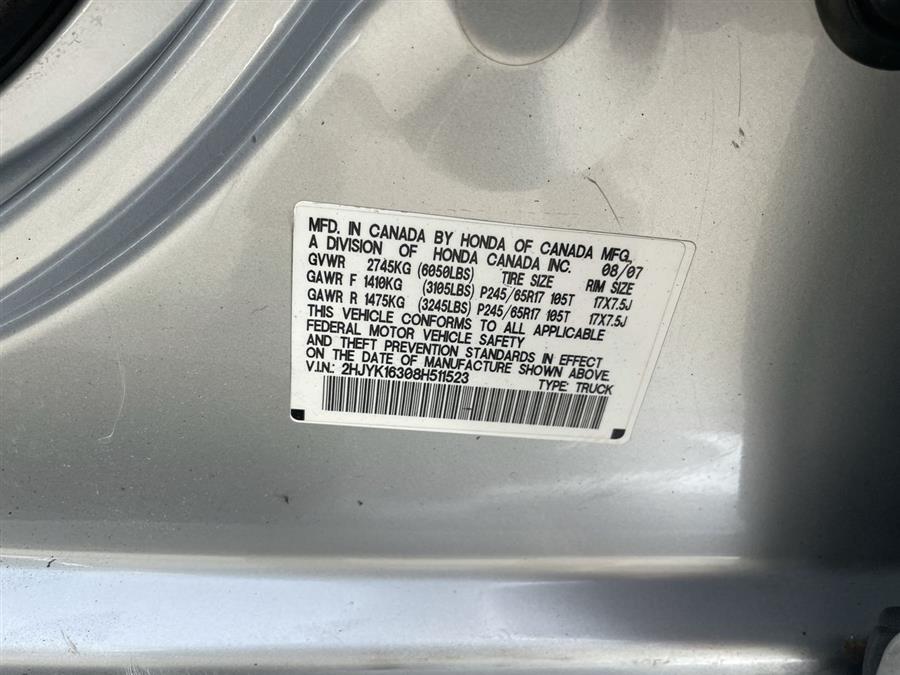 MFD. IN CANADA BY HONDA OF CANADA MFG.,
A DIVISION OF HONDA CANADA INC. 08/07
GVWR 2745KG (6050LBS) TIRE SIZE RIM SIZE
GAWR F 1410KG (3105LBS) P245/65R17 105T 17X7.5J
GAWR R 1475KG (3245LBS) P245/65R17 105T 17X7.5J
THIS VEHICLE CONFORMS TO ALL APPLICABLE
FEDERAL MOTOR VEHICLE SAFETY
AND THEFT PREVENTION STANDARDS IN EFFECT
ON THE DATE OF MANUFACTURE SHOWN ABOVE.
V.I.N.: 2HJYK16308H511523 TYPE: TRUCK